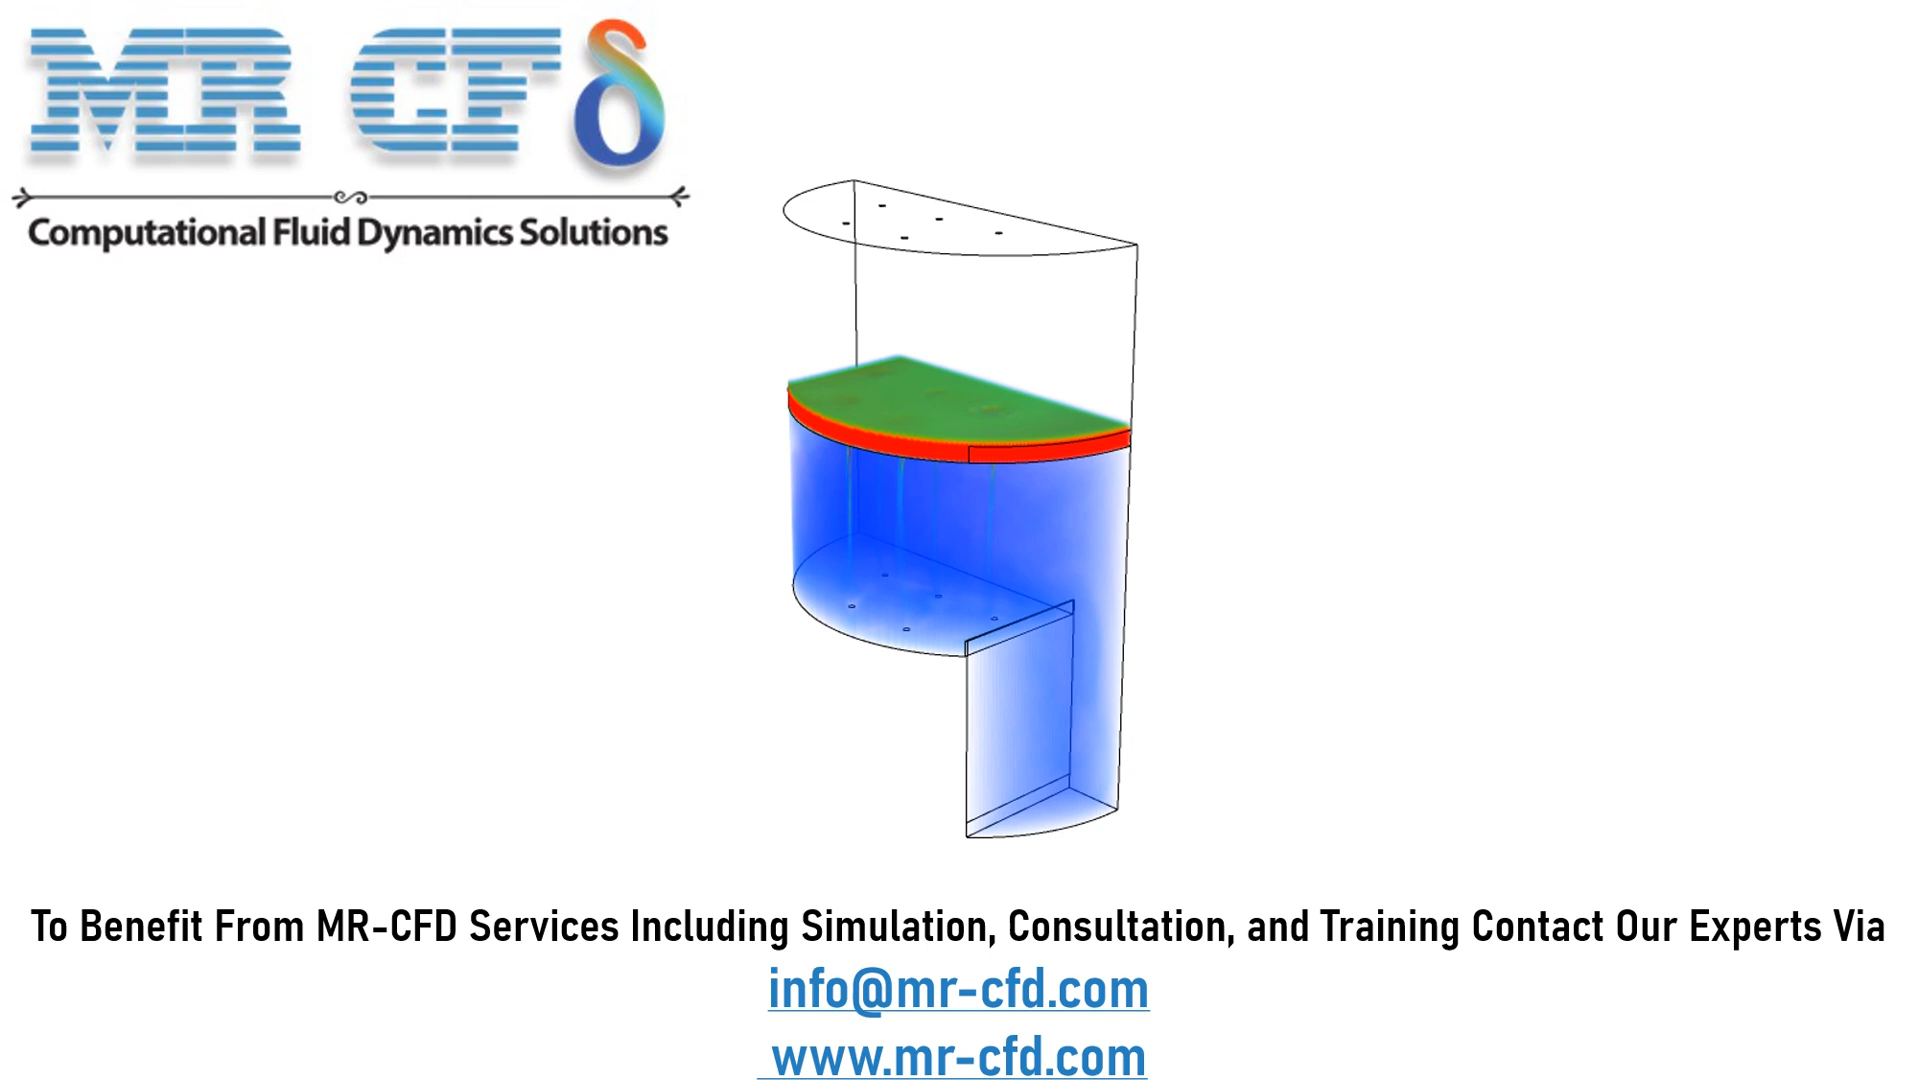 MR CFδ
Computational Fluid Dynamics Solutions
To Benefit From MR-CFD Services Including Simulation, Consultation, and Training Contact Our Experts Via
info@mr-cfd.com
www.mr-cfd.com